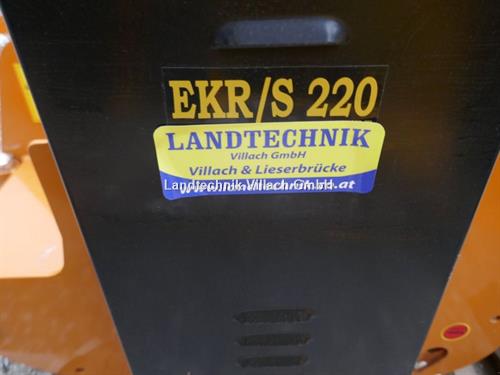 EKR/S 220
LANDTECHNIK
Villach GmbH
Villach & Lieserbrücke
Landtechnik Villach GmbH